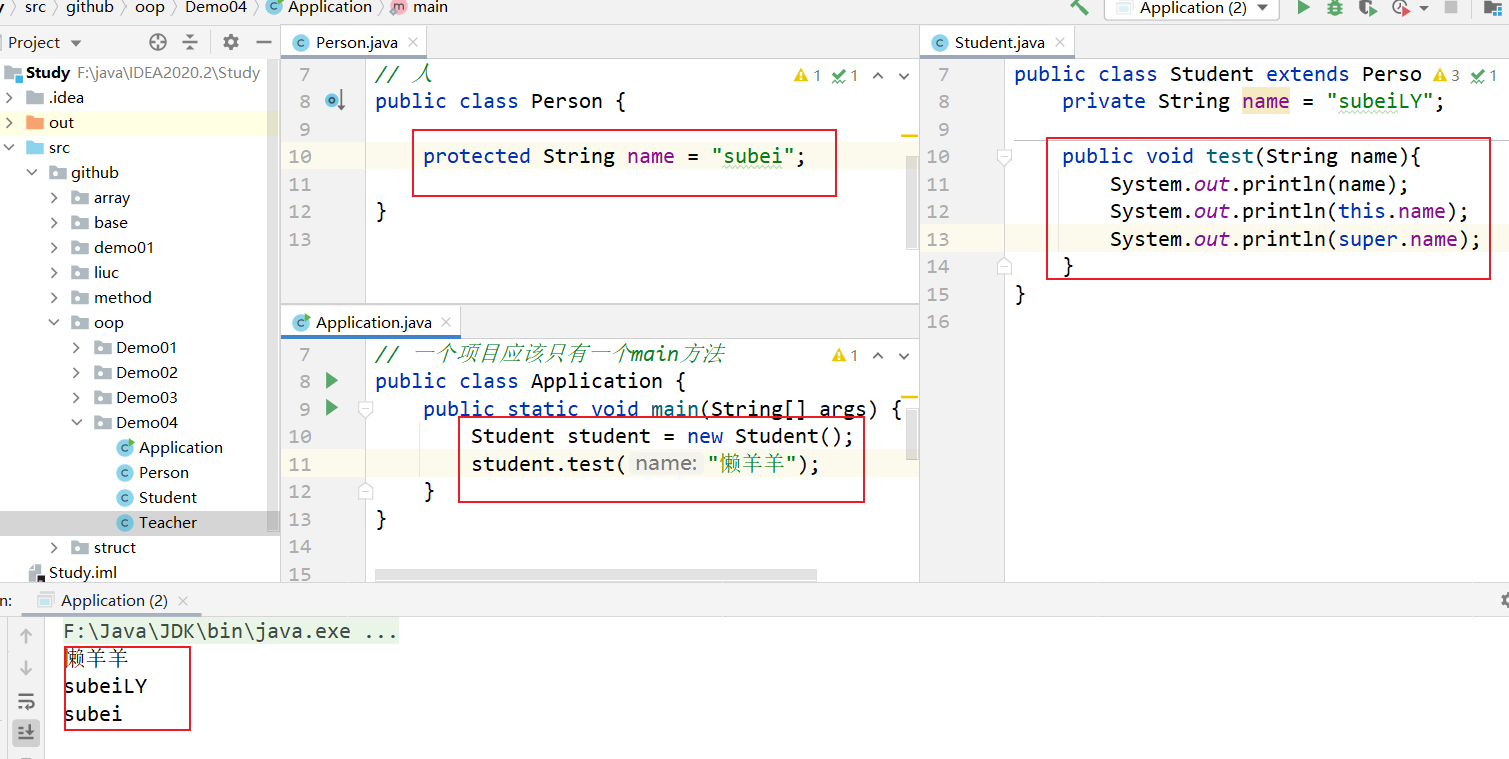 src github oop Demo04 Application main
Application (2)
Project
Study F:\java\IDEA2020.2\Study
.idea
out
src
github
array
base
demo01
liuc
method
oop
Demo01
Demo02
Demo03
Demo04
Application
Person
Student
Teacher
struct
Study.iml
Person.java
1 1
7 // 人
8 public class Person {
9
10 protected String name = "subei";
11
12 }
13
Application.java
1
7 // 一个项目应该只有一个main方法
8 public class Application {
9 public static void main(String[] args) {
10 Student student = new Student();
11 student.test( name: "懒羊羊");
12 }
13 }
14
15
Student.java
3 1
7 public class Student extends Perso
8 private String name = "subeiLY";
9
10 public void test(String name){
11 System.out.println(name);
12 System.out.println(this.name);
13 System.out.println(super.name);
14 }
15 }
16
n: Application (2)
F:\Java\JDK\bin\java.exe ...
懒羊羊
subeiLY
subei